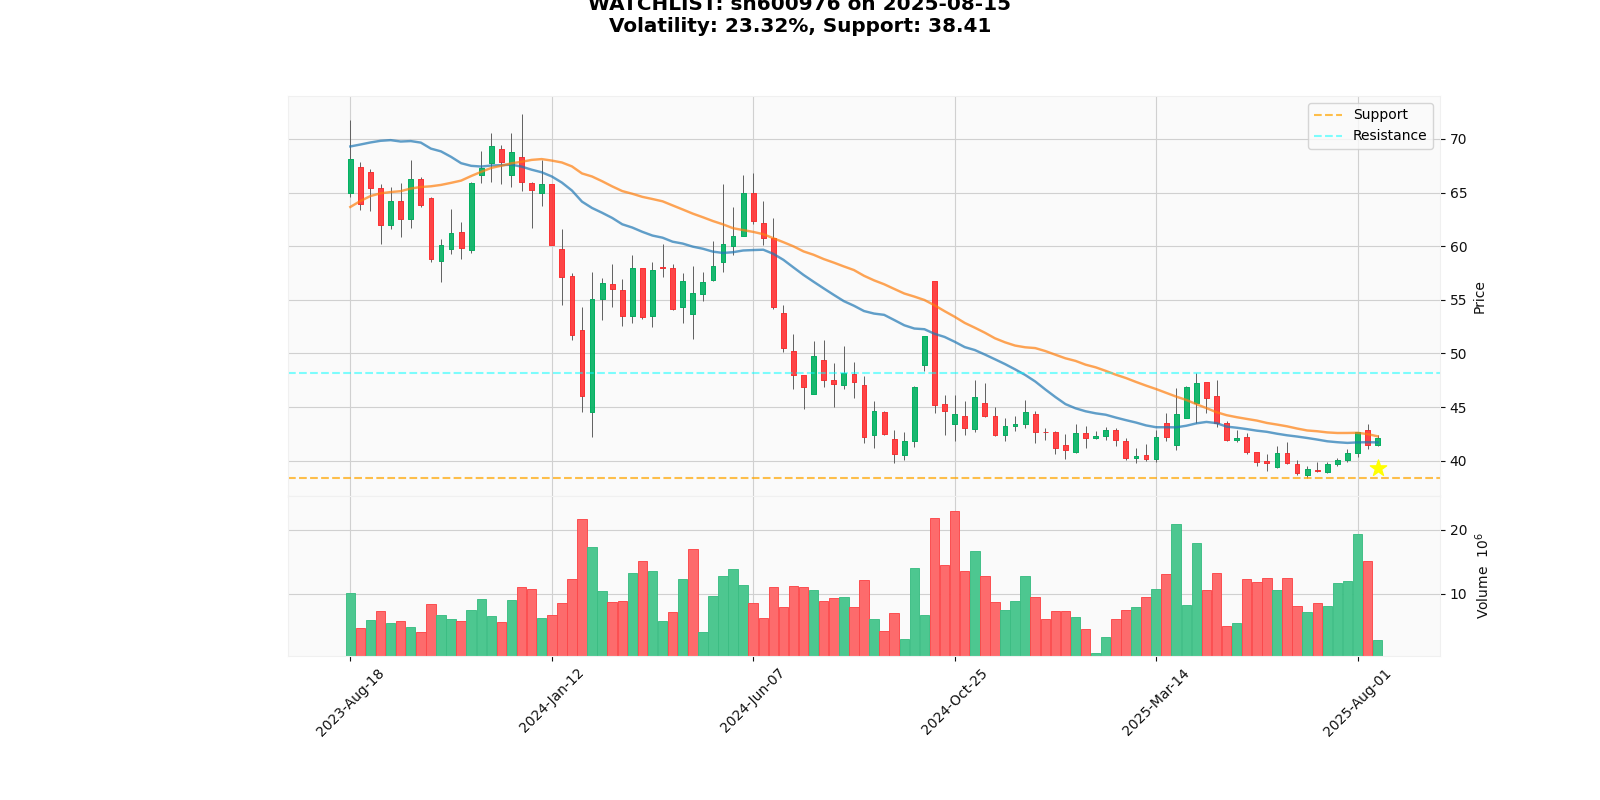 WATCHLIST: sh600976 on 2025-08-15
Volatility: 23.32%, Support: 38.41
Support
Resistance
70
65
60
55
50
45
40
Price
20
10
Volume 10^6
2023-Aug-18
2024-Jan-12
2024-Jun-07
2024-Oct-25
2025-Mar-14
2025-Aug-01